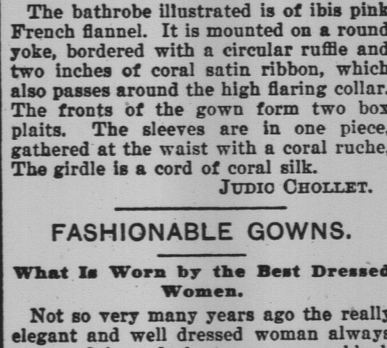 The bathrobe illustrated is of ibis pink
French flannel. It is mounted on a round
yoke, bordered with a circular ruffle and
two inches of coral satin ribbon, which
also passes around the high flaring collar.
The fronts of the gown form two box
plaits. The sleeves are in one piece,
gathered at the waist with a coral ruche.
The girdle is a cord of coral silk.
JUDIC CHOLLET.
FASHIONABLE GOWNS.
What Is Worn by the Best Dressed
Women.
Not so very many years ago the really
elegant and well dressed woman always